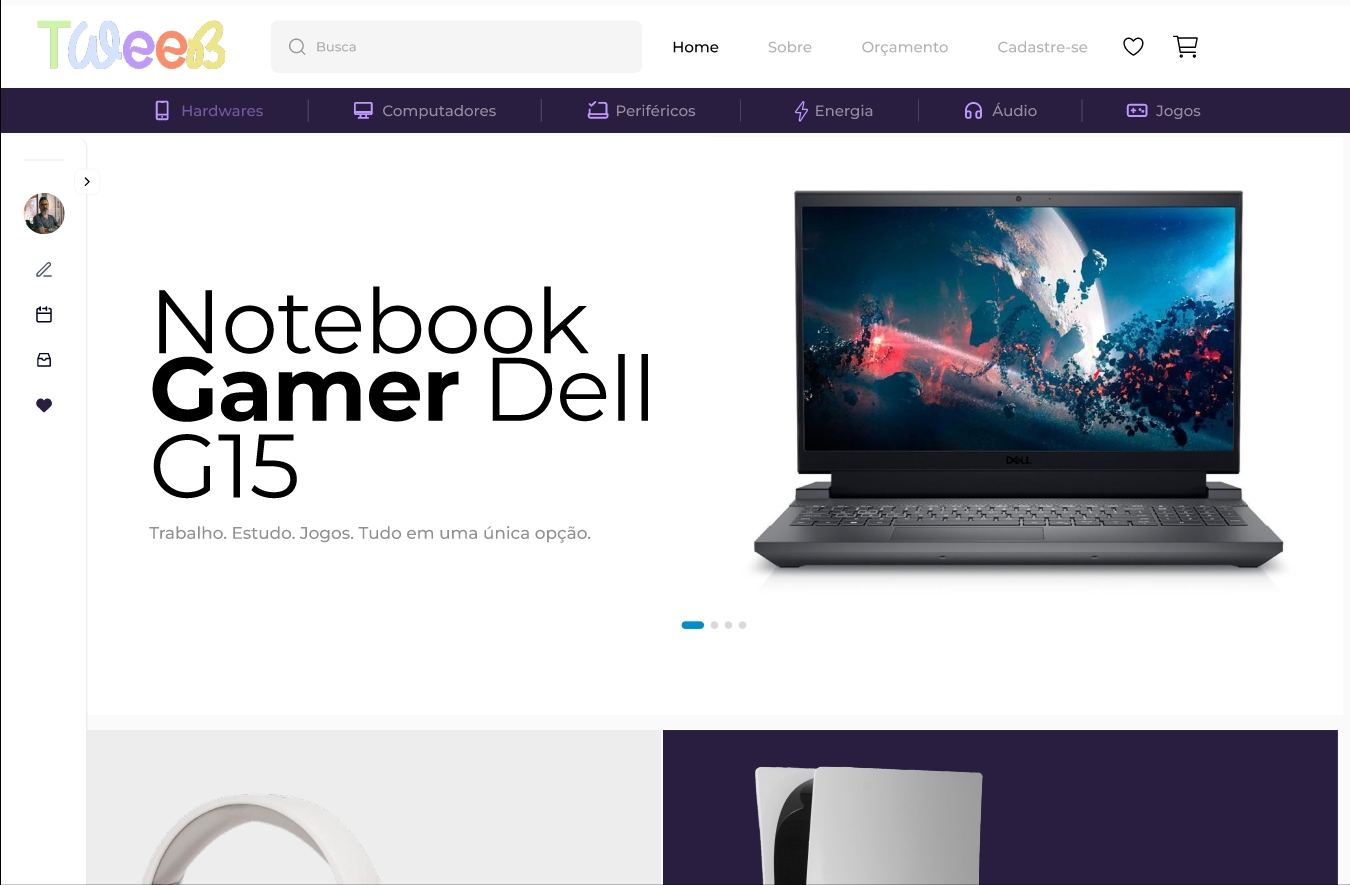 TWeeB
Busca
Home
Sobre
Orçamento
Cadastre-se
Hardwares
Computadores
Periféricos
Energia
Áudio
Jogos
Notebook
Gamer Dell
G15
Trabalho. Estudo. Jogos. Tudo em uma única opção.
DELL